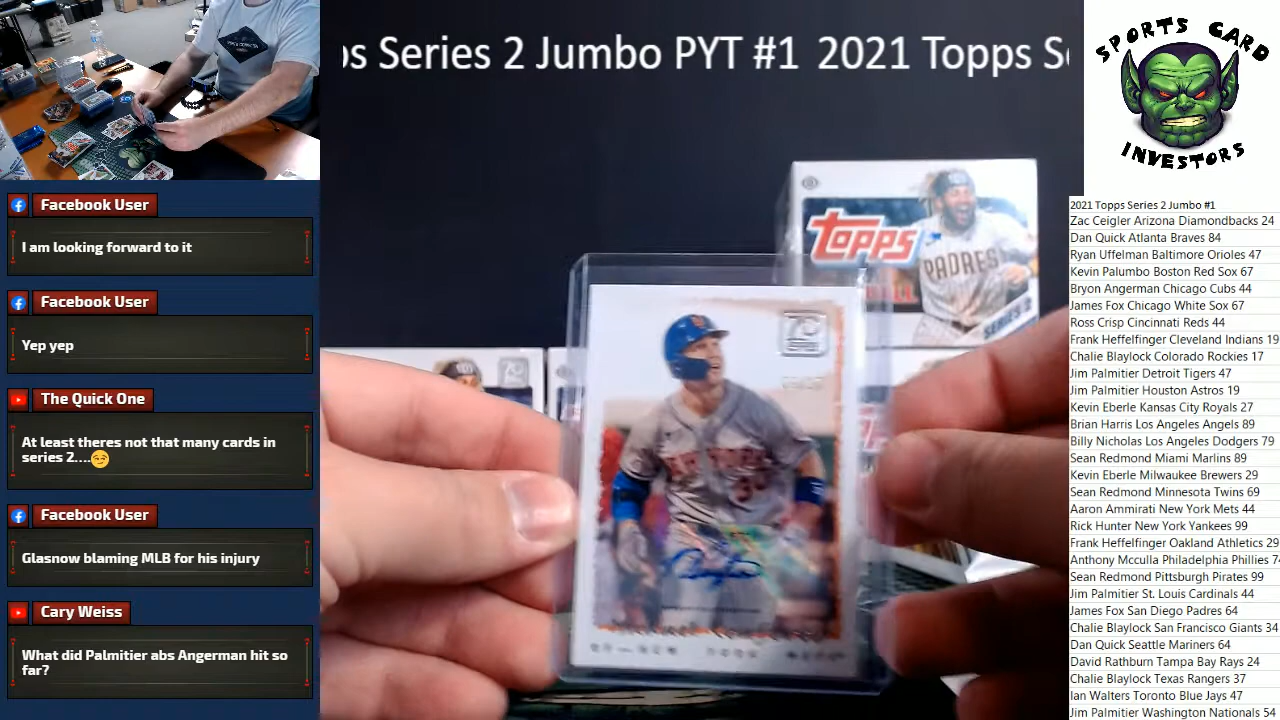 ps Series 2 Jumbo PYT #1 2021 Topps Se
SPORTS CARD
INVESTORS
Facebook User
I am looking forward to it
Facebook User
Yep yep
The Quick One
At least theres not that many cards in
series 2....😏
Facebook User
Glasnow blaming MLB for his injury
Cary Weiss
What did Palmitier abs Angerman hit so
far?
topps
PADRES
SERIES 2
70
2021 Topps Series 2 Jumbo #1
Zac Ceigler Arizona Diamondbacks 24
Dan Quick Atlanta Braves 84
Ryan Uffelman Baltimore Orioles 47
Kevin Palumbo Boston Red Sox 67
Bryon Angerman Chicago Cubs 44
James Fox Chicago White Sox 67
Ross Crisp Cincinnati Reds 44
Frank Heffelfinger Cleveland Indians 19
Chalie Blaylock Colorado Rockies 17
Jim Palmitier Detroit Tigers 47
Jim Palmitier Houston Astros 19
Kevin Eberle Kansas City Royals 27
Brian Harris Los Angeles Angels 89
Billy Nicholas Los Angeles Dodgers 79
Sean Redmond Miami Marlins 89
Kevin Eberle Milwaukee Brewers 29
Sean Redmond Minnesota Twins 69
Aaron Ammirati New York Mets 44
Rick Hunter New York Yankees 99
Frank Heffelfinger Oakland Athletics 29
Anthony Mcculla Philadelphia Phillies 74
Sean Redmond Pittsburgh Pirates 99
Jim Palmitier St. Louis Cardinals 44
James Fox San Diego Padres 64
Chalie Blaylock San Francisco Giants 34
Dan Quick Seattle Mariners 64
David Rathburn Tampa Bay Rays 24
Chalie Blaylock Texas Rangers 37
Ian Walters Toronto Blue Jays 47
Jim Palmitier Washington Nationals 54